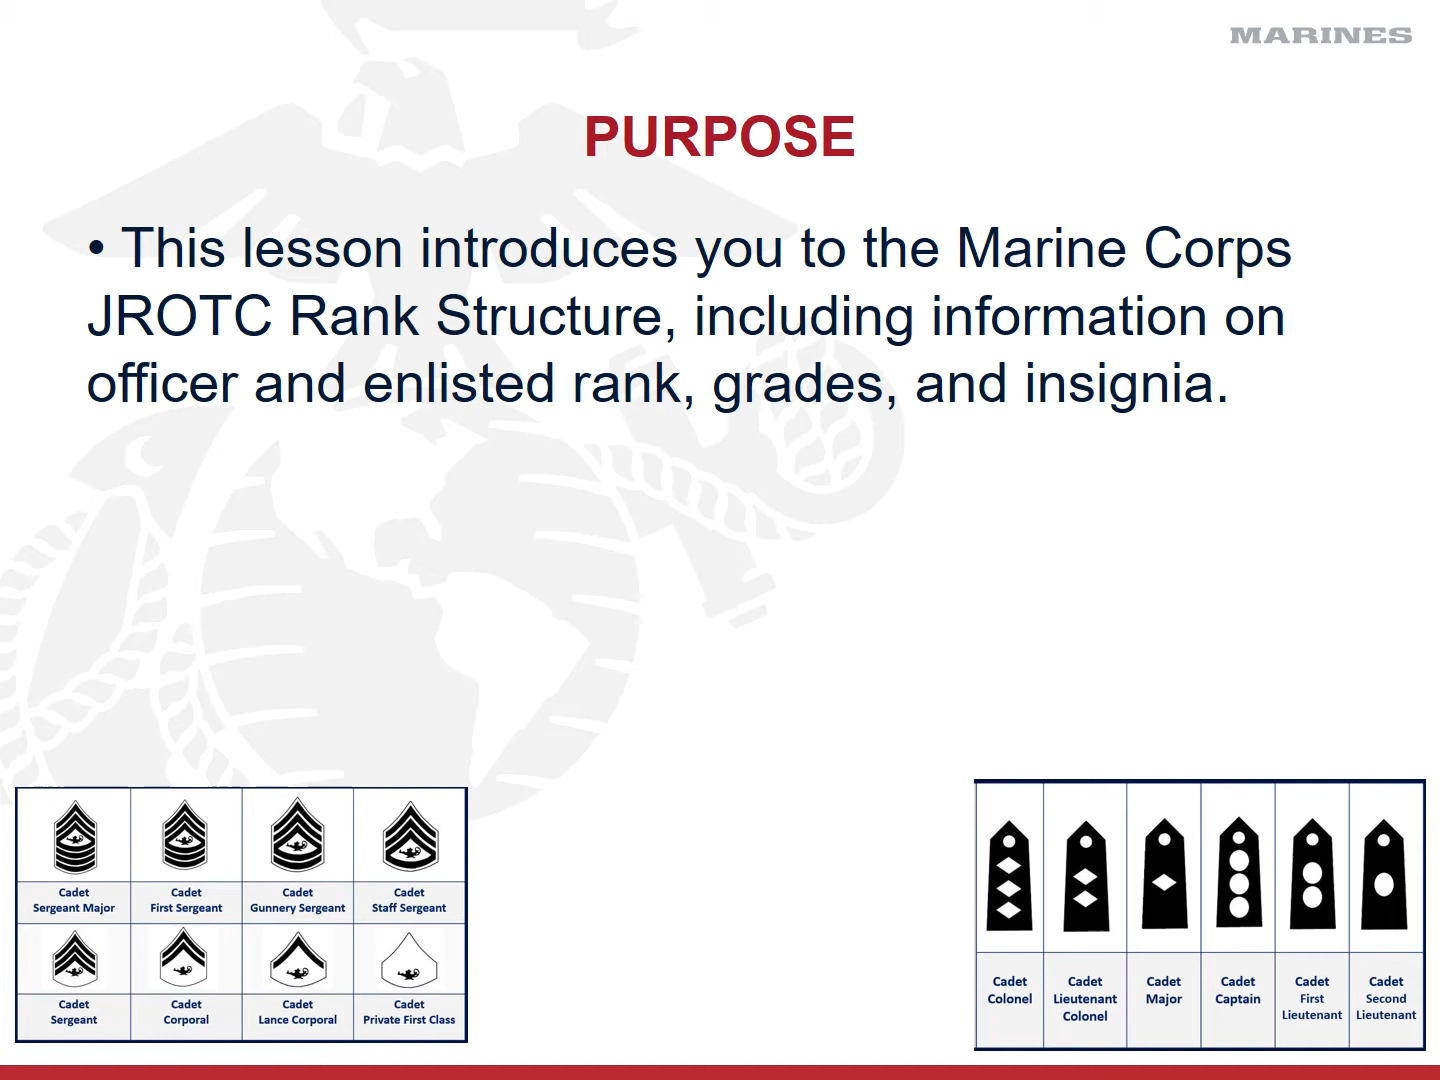 MARINES
PURPOSE
• This lesson introduces you to the Marine Corps
JROTC Rank Structure, including information on
officer and enlisted rank, grades, and insignia.
Cadet
Sergeant Major
Cadet
First Sergeant
Cadet
Gunnery Sergeant
Cadet
Staff Sergeant
Cadet
Sergeant
Cadet
Corporal
Cadet
Lance Corporal
Cadet
Private First Class
Cadet
Colonel
Cadet
Lieutenant
Colonel
Cadet
Major
Cadet
Captain
Cadet
First
Lieutenant
Cadet
Second
Lieutenant